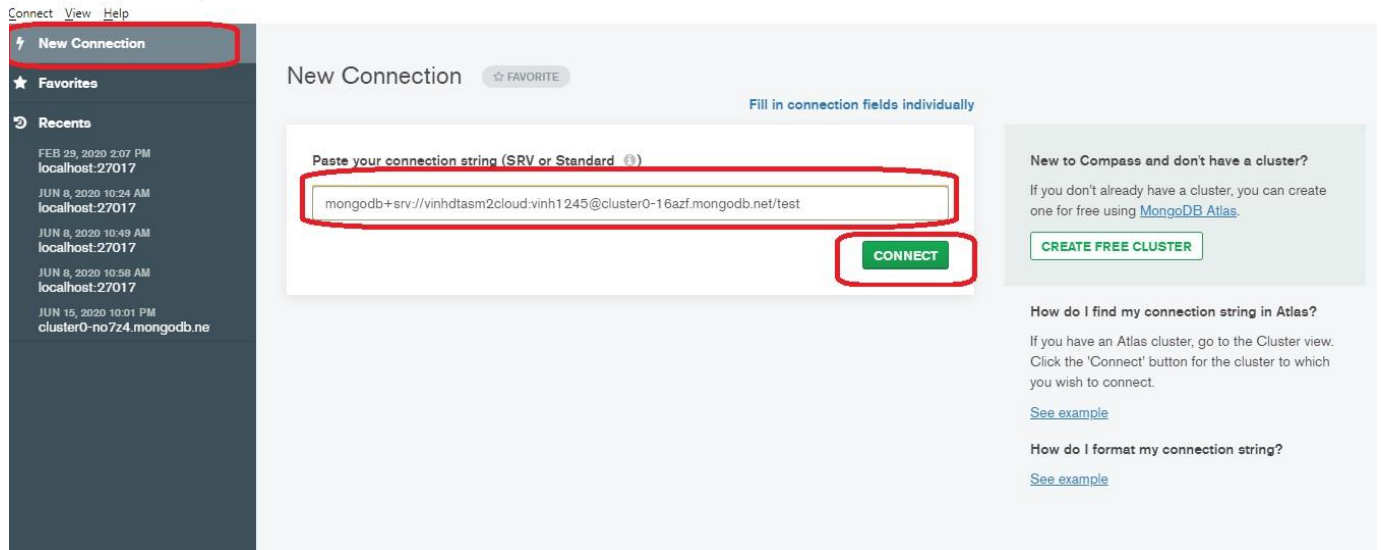 Connect View Help
New Connection
Favorites
Recents
FEB 29, 2020 2:07 PM
localhost:27017
JUN 8, 2020 10:24 AM
localhost:27017
JUN 8, 2020 10:49 AM
localhost:27017
JUN 8, 2020 10:58 AM
localhost:27017
JUN 15, 2020 10:01 PM
cluster0-no7z4.mongodb.ne
New Connection
FAVORITE
Fill in connection fields individually
Paste your connection string (SRV or Standard )
mongodb+srv://vinhdtasm2cloud:vinh1245@cluster0-16azf.mongodb.net/test
CONNECT
New to Compass and don't have a cluster?
If you don't already have a cluster, you can create
one for free using MongoDB Atlas.
CREATE FREE CLUSTER
How do I find my connection string in Atlas?
If you have an Atlas cluster, go to the Cluster view.
Click the 'Connect' button for the cluster to which
you wish to connect.
See example
How do I format my connection string?
See example